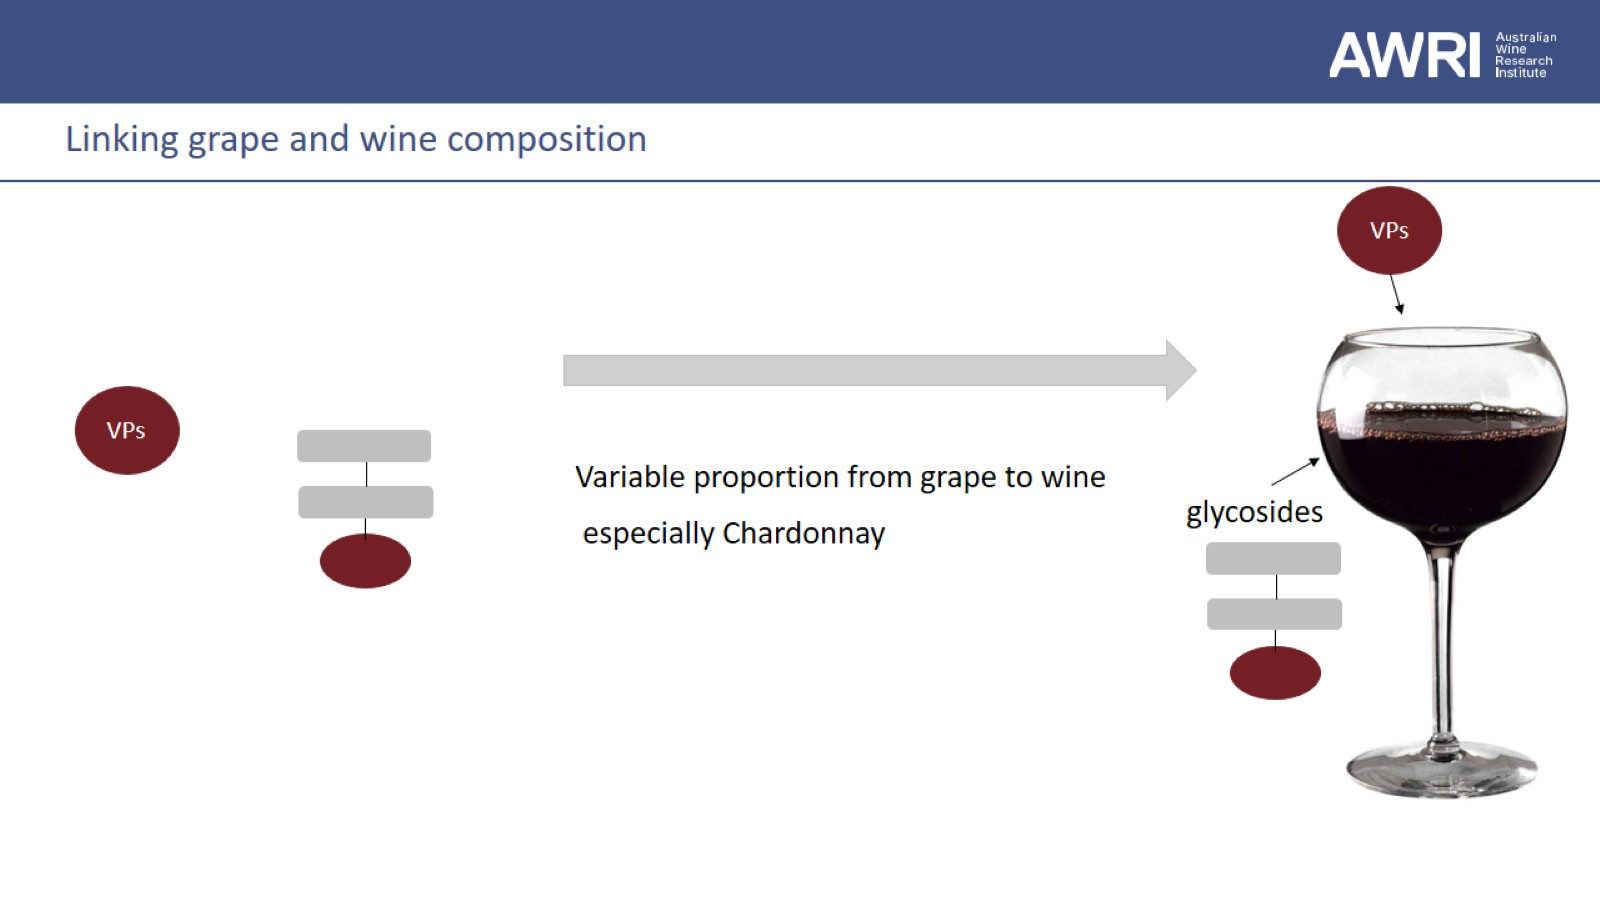 AWRI
Australian
Wine
Research
Institute
Linking grape and wine composition
VPs
VPs
Variable proportion from grape to wine
especially Chardonnay
glycosides